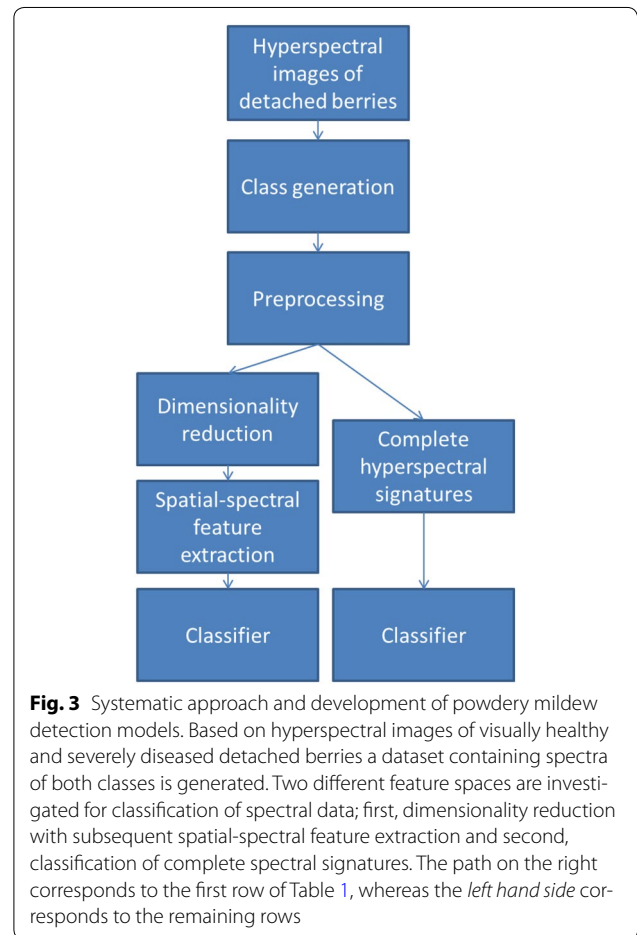 Hyperspectral
images of
detached berries
Class generation
Preprocessing
Dimensionality
reduction
Spatial-spectral
feature
extraction
Classifier
Complete
hyperspectral
signatures
Classifier
Fig. 3 Systematic approach and development of powdery mildew
detection models. Based on hyperspectral images of visually healthy
and severely diseased detached berries a dataset containing spectra
of both classes is generated. Two different feature spaces are investi-
gated for classification of spectral data; first, dimensionality reduction
with subsequent spatial-spectral feature extraction and second,
classification of complete spectral signatures. The path on the right
corresponds to the first row of Table 1, whereas the left hand side cor-
responds to the remaining rows